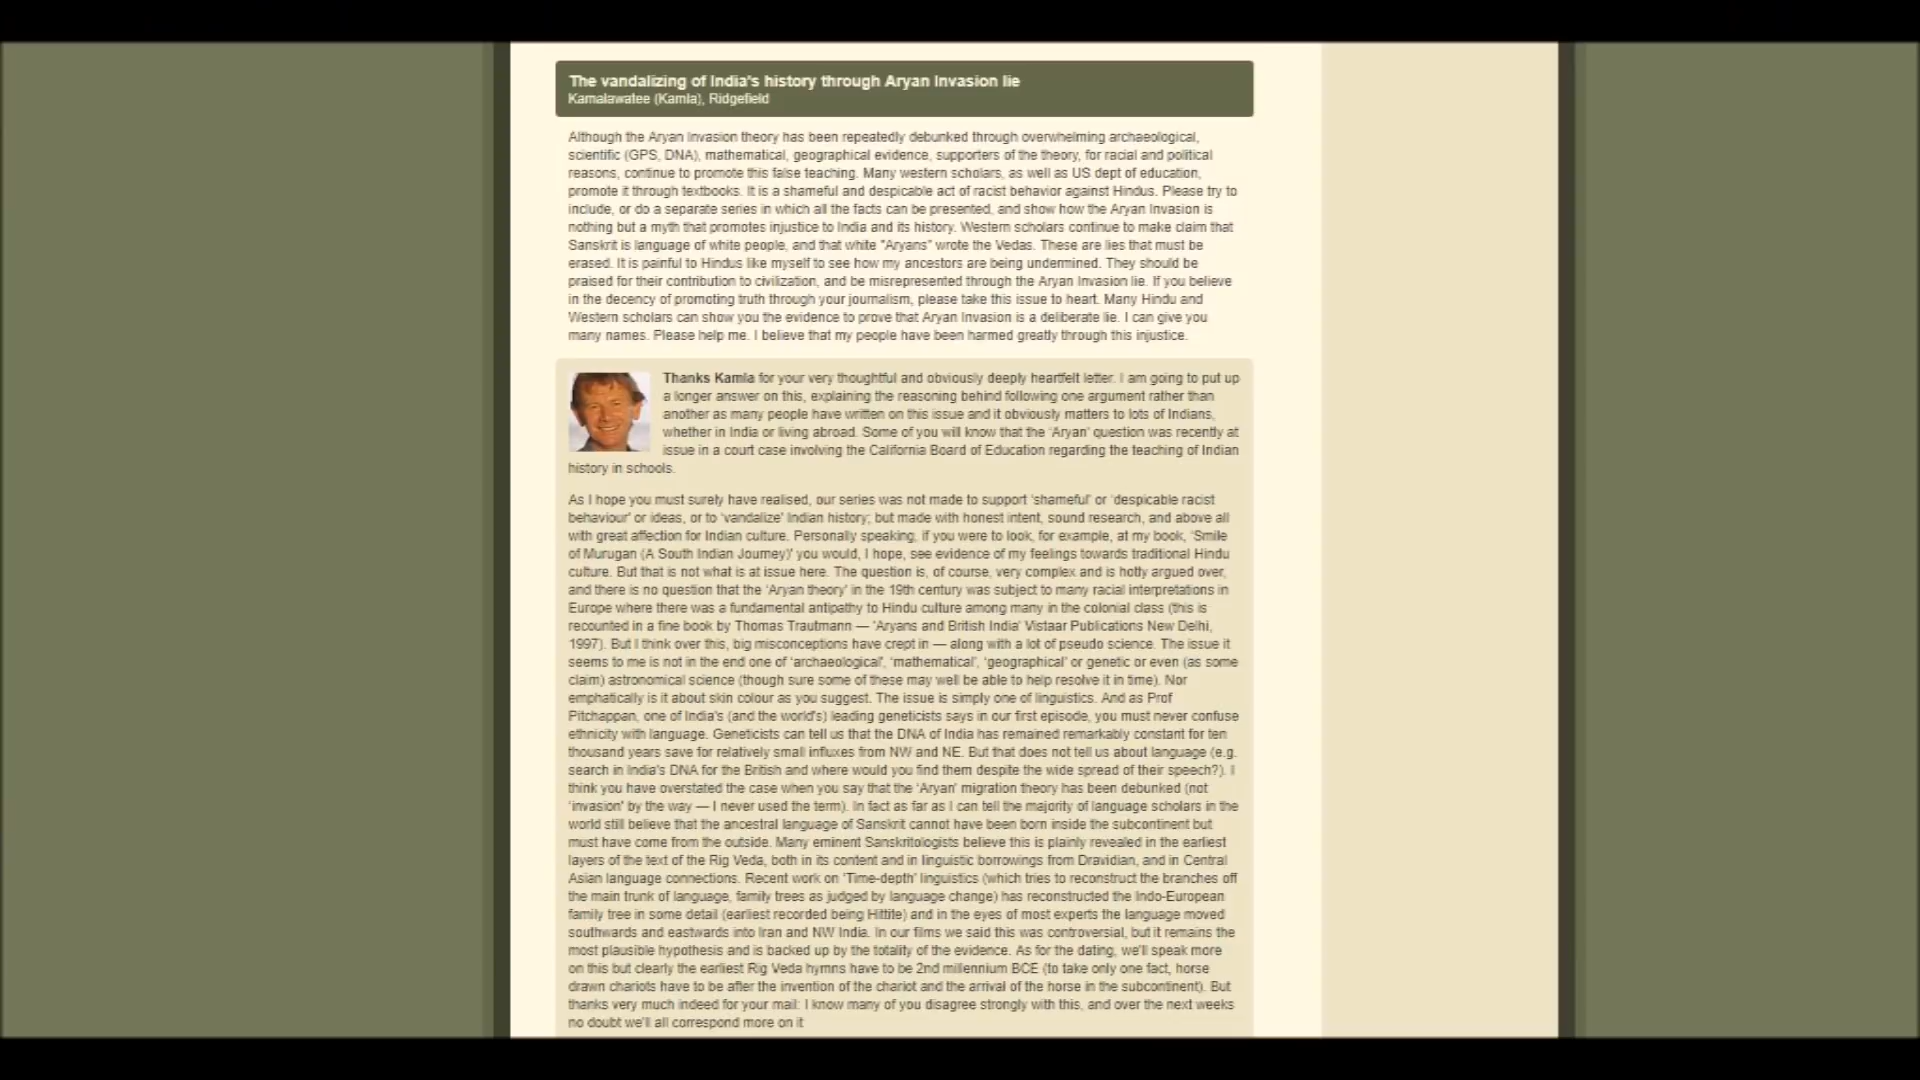 The vandalizing of India's history through Aryan Invasion lie
Kamalawatee (Kamla), Ridgefield
Although the Aryan Invasion theory has been repeatedly debunked through overwhelming archaeological,
scientific (GPS, DNA), mathematical, geographical evidence, supporters of the theory, for racial and political
reasons, continue to promote this false teaching. Many western scholars, as well as US dept of education,
promote it through textbooks. It is a shameful and despicable act of racist behavior against Hindus. Please try to
include, or do a separate series in which all the facts can be presented, and show how the Aryan Invasion is
nothing but a myth that promotes injustice to India and its history. Western scholars continue to make claim that
Sanskrit is language of white people, and that white "Aryans" wrote the Vedas. These are lies that must be
erased. It is painful to Hindus like myself to see how my ancestors are being undermined. They should be
praised for their contribution to civilization, and be misrepresented through the Aryan Invasion lie. If you believe
in the decency of promoting truth through your journalism, please take this issue to heart. Many Hindu and
Western scholars can show you the evidence to prove that Aryan Invasion is a deliberate lie. I can give you
many names. Please help me. I believe that my people have been harmed greatly through this injustice.
Thanks Kamla for your very thoughtful and obviously deeply heartfelt letter. I am going to put up
a longer answer on this, explaining the reasoning behind following one argument rather than
another as many people have written on this issue and it obviously matters to lots of Indians,
whether in India or living abroad. Some of you will know that the 'Aryan' question was recently at
issue in a court case involving the California Board of Education regarding the teaching of Indian
history in schools.
As I hope you must surely have realised, our series was not made to support 'shameful' or 'despicable racist
behaviour' or ideas, or to 'vandalize' Indian history; but made with honest intent, sound research, and above all
with great affection for Indian culture. Personally speaking, if you were to look, for example, at my book, 'Smile
of Murugan (A South Indian Journey)' you would, I hope, see evidence of my feelings towards traditional Hindu
culture. But that is not what is at issue here. The question is, of course, very complex and is hotly argued over,
and there is no question that the 'Aryan theory' in the 19th century was subject to many racial interpretations in
Europe where there was a fundamental antipathy to Hindu culture among many in the colonial class (this is
recounted in a fine book by Thomas Trautmann — 'Aryans and British India' Vistaar Publications New Delhi,
1997). But I think over this, big misconceptions have crept in — along with a lot of pseudo science. The issue it
seems to me is not in the end one of 'archaeological', 'mathematical', 'geographical' or genetic or even (as some
claim) astronomical science (though sure some of these may well be able to help resolve it in time). Nor
emphatically is it about skin colour as you suggest. The issue is simply one of linguistics. And as Prof
Pitchappan, one of India's (and the world's) leading geneticists says in our first episode, you must never confuse
ethnicity with language. Geneticists can tell us that the DNA of India has remained remarkably constant for ten
thousand years save for relatively small influxes from NW and NE. But that does not tell us about language (e.g.
search in India's DNA for the British and where would you find them despite the wide spread of their speech?). I
think you have overstated the case when you say that the 'Aryan' migration theory has been debunked (not
'invasion' by the way — I never used the term). In fact as far as I can tell the majority of language scholars in the
world still believe that the ancestral language of Sanskrit cannot have been born inside the subcontinent but
must have come from the outside. Many eminent Sanskritologists believe this is plainly revealed in the earliest
layers of the text of the Rig Veda, both in its content and in linguistic borrowings from Dravidian, and in Central
Asian language connections. Recent work on 'Time-depth' linguistics (which tries to reconstruct the branches off
the main trunk of language, family trees as judged by language change) has reconstructed the Indo-European
family tree in some detail (earliest recorded being Hittite) and in the eyes of most experts the language moved
southwards and eastwards into Iran and NW India. In our films we said this was controversial, but it remains the
most plausible hypothesis and is backed up by the totality of the evidence. As for the dating, we'll speak more
on this but clearly the earliest Rig Veda hymns have to be 2nd millennium BCE (to take only one fact, horse
drawn chariots have to be after the invention of the chariot and the arrival of the horse in the subcontinent). But
thanks very much indeed for your mail: I know many of you disagree strongly with this, and over the next weeks
no doubt we'll all correspond more on it